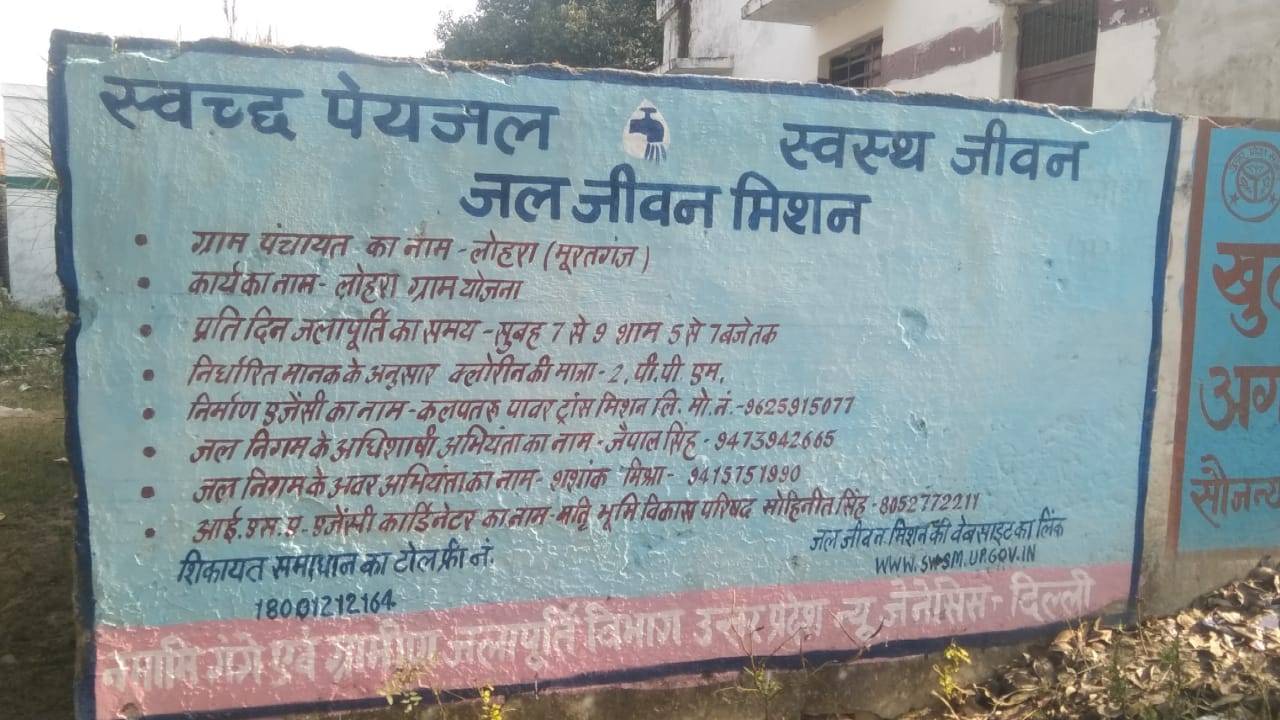 स्वच्छ पेयजल स्वस्थ जीवन
जल जीवन मिशन
• ग्राम पंचायत का नाम - लोहरा (मूरतगंज)
• कार्य का नाम - लोहरा ग्राम योजना
• प्रति दिन जलापूर्ति का समय - सुबह 7 से 9 शाम 5 से 7 बजे तक
• निर्धारित मानक के अनुसार क्लोरीन की मात्रा - 2. पी. पी एम.
• निर्माण एजेंसी का नाम - कलपतरू पावर ट्रांस मिशन लि. मो. नं. - 9625915077
• जल निगम के अधिशाषी अभियंता का नाम - जैपाल सिंह - 9473942665
• जल निगम के अवर अभियंता का नाम - शशांक मिश्रा - 9415751990
• आई. एस. ए - एजेंसी कार्डिनेटर का नाम - मातृ भूमि विकास परिषद मोहिनीत सिंह - 8052772211
शिकायत समाधान का टोल फ्री नं.
18001212164
जल जीवन मिशन की वेबसाइट का लिंक
WWW.SWSM.UP.GOV.IN
नमामि गंगे एवं ग्रामीण जलापूर्ति विभाग उत्तर प्रदेश न्यू जेनेसिस - दिल्ली
सौजन्य